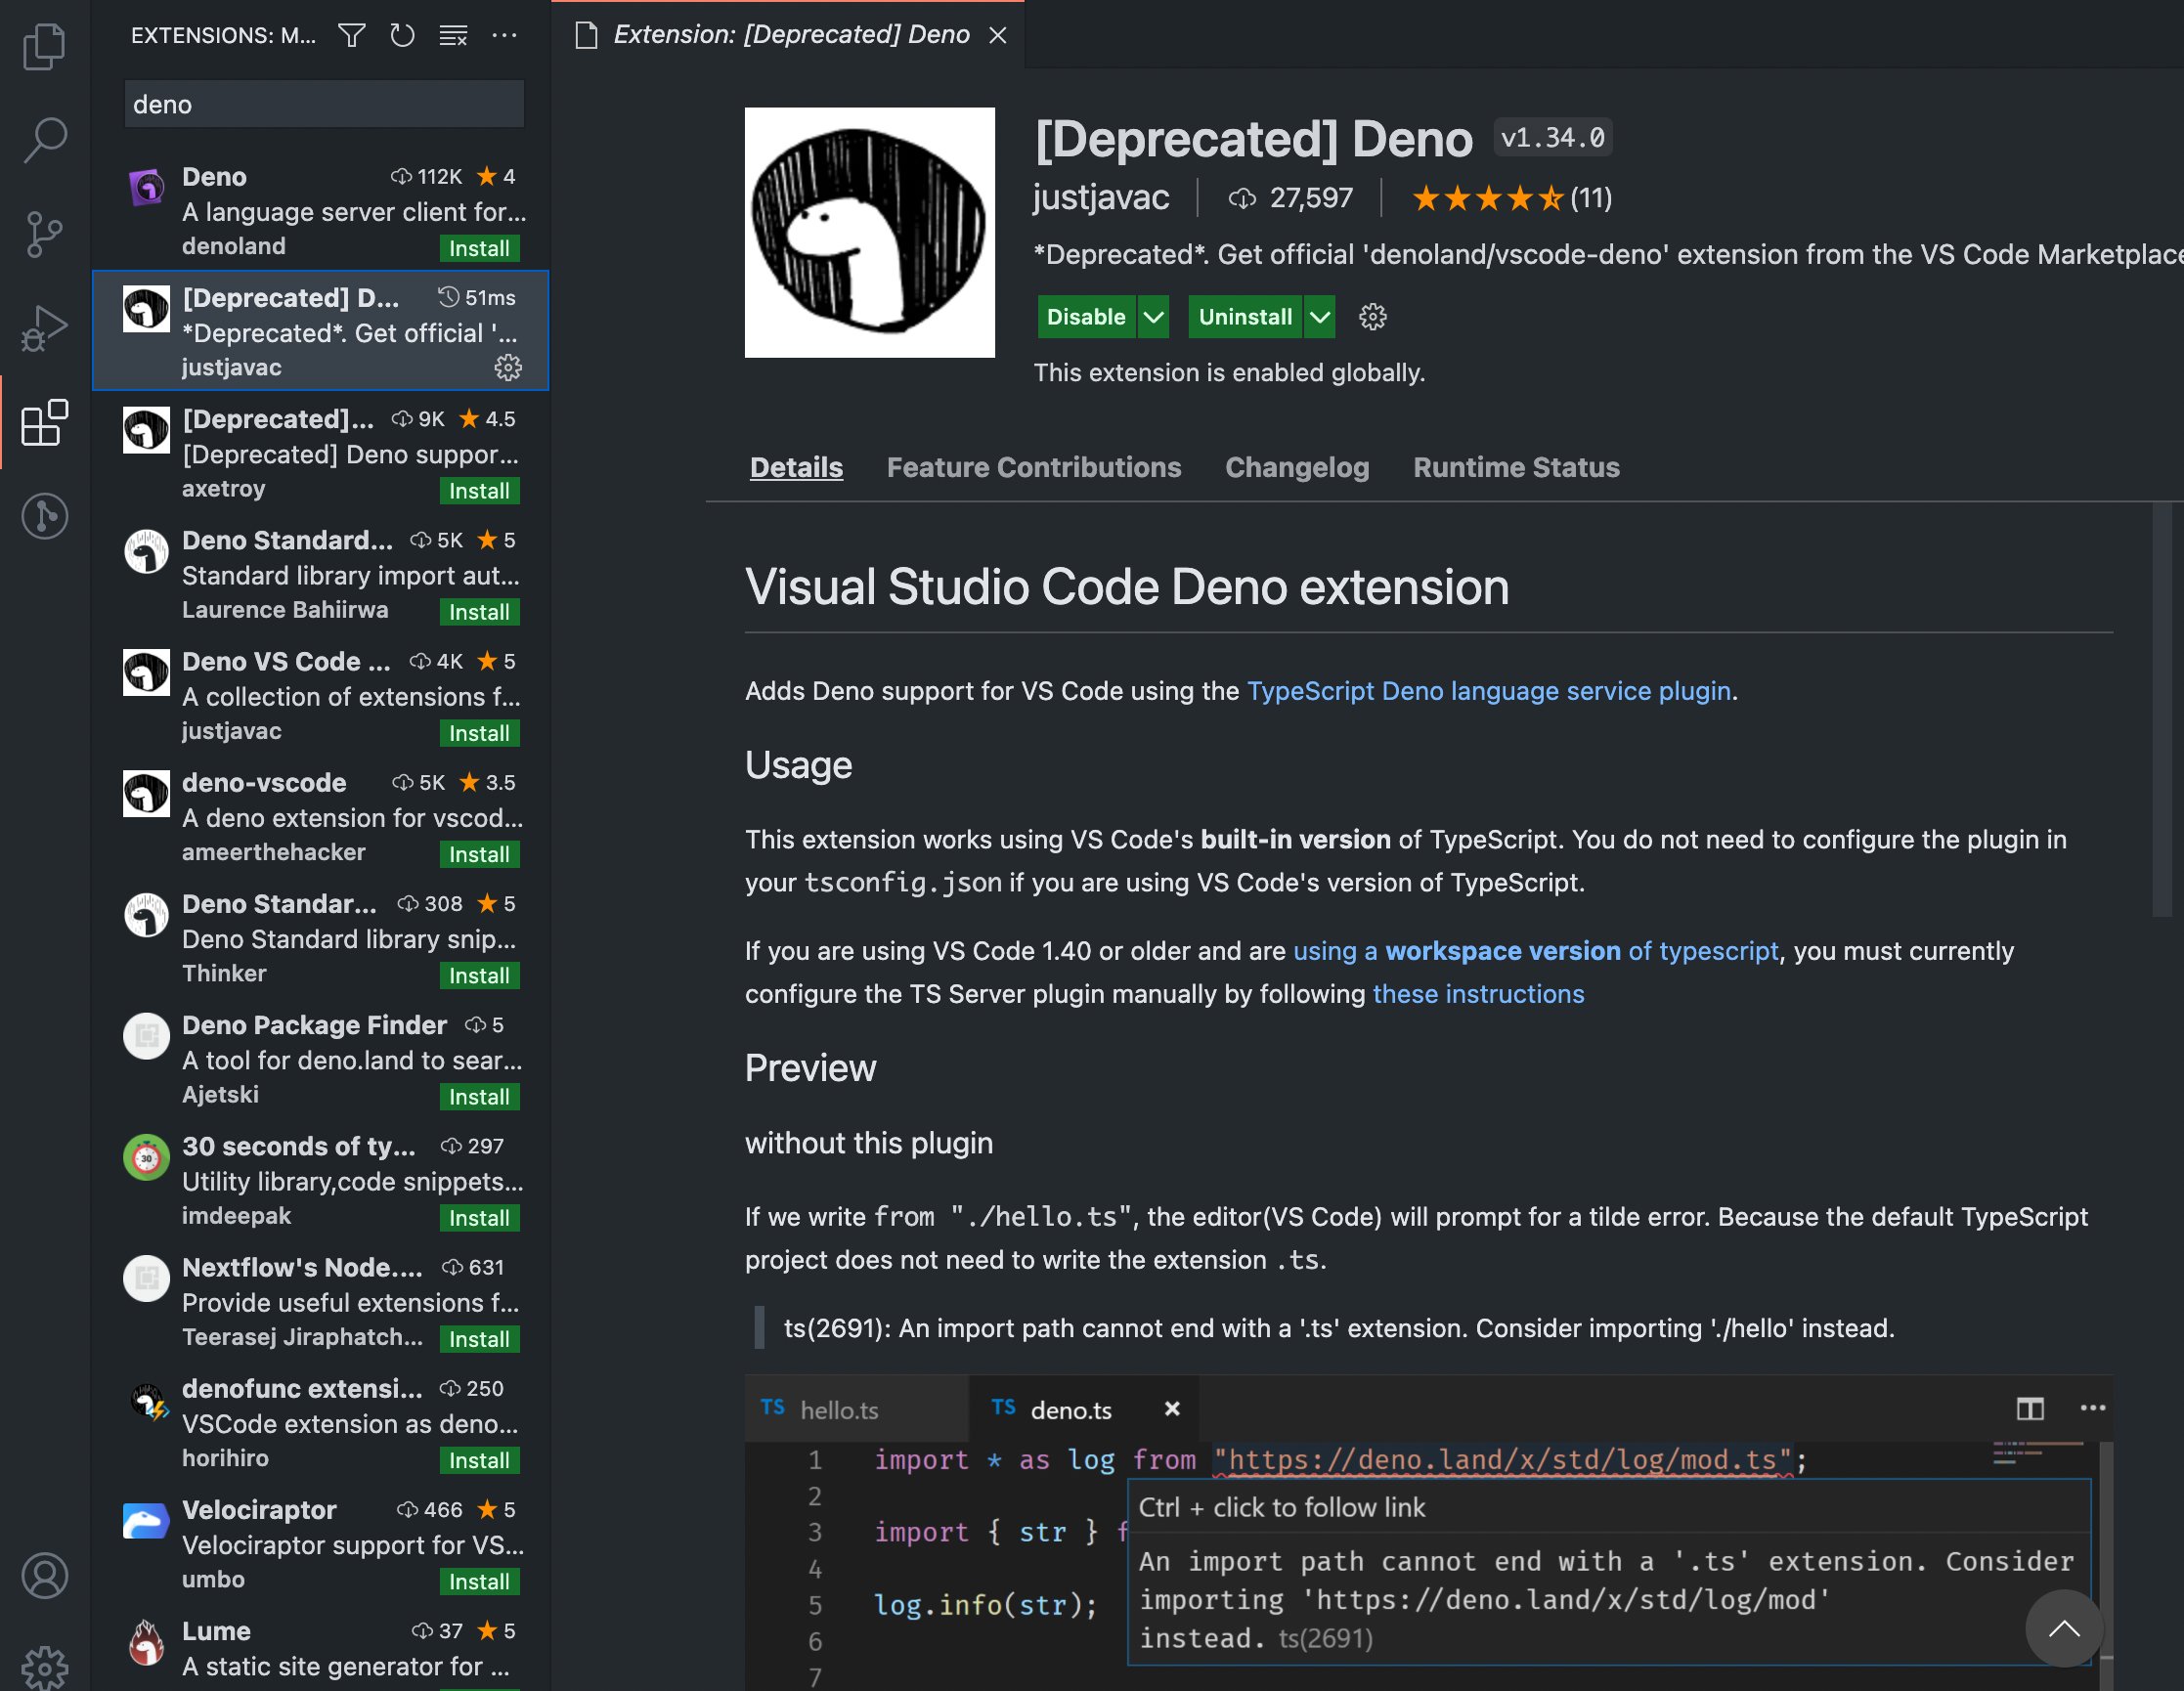 EXTENSIONS: M...
deno
Deno 112K 4
A language server client for...
denoland Install
[Deprecated] D... 51ms
*Deprecated*. Get official '...
justjavac
[Deprecated]... 9K 4.5
[Deprecated] Deno suppor...
axetroy Install
Deno Standard... 5K 5
Standard library import aut...
Laurence Bahiirwa Install
Deno VS Code ... 4K 5
A collection of extensions f...
justjavac Install
deno-vscode 5K 3.5
A deno extension for vscod...
ameerthehacker Install
Deno Standar... 308 5
Deno Standard library snip...
Thinker Install
Deno Package Finder 5
A tool for deno.land to sear...
Ajetski Install
30 seconds of ty... 297
Utility library,code snippets...
imdeepak Install
Nextflow's Node.... 631
Provide useful extensions f...
Teerasej Jiraphatch... Install
denofunc extensi... 250
VSCode extension as deno...
horihiro Install
Velociraptor 466 5
Velociraptor support for VS...
umbo Install
Lume 37 5
A static site generator for ...
Extension: [Deprecated] Deno
[Deprecated] Deno v1.34.0
justjavac 27,597 (11)
*Deprecated*. Get official 'denoland/vscode-deno' extension from the VS Code Marketplace
Disable Uninstall
This extension is enabled globally.
Details Feature Contributions Changelog Runtime Status
Visual Studio Code Deno extension
Adds Deno support for VS Code using the TypeScript Deno language service plugin.
Usage
This extension works using VS Code's built-in version of TypeScript. You do not need to configure the plugin in
your tsconfig.json if you are using VS Code's version of TypeScript.
If you are using VS Code 1.40 or older and are using a workspace version of typescript, you must currently
configure the TS Server plugin manually by following these instructions
Preview
without this plugin
If we write from "./hello.ts", the editor(VS Code) will prompt for a tilde error. Because the default TypeScript
project does not need to write the extension .ts.
ts(2691): An import path cannot end with a '.ts' extension. Consider importing './hello' instead.
TS hello.ts TS deno.ts
1 import * as log from "https://deno.land/x/std/log/mod.ts";
2
3 import { str } f
4
5 log.info(str);
6
7
Ctrl + click to follow link
An import path cannot end with a '.ts' extension. Consider
importing 'https://deno.land/x/std/log/mod'
instead. ts(2691)